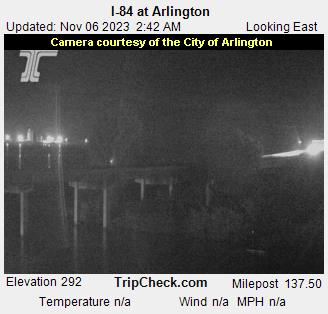 I-84 at Arlington
Updated: Nov 06 2023 2:42 AM Looking East
Camera courtesy of the City of Arlington
Elevation 292 TripCheck.com Milepost 137.50
Temperature n/a Wind n/a MPH n/a